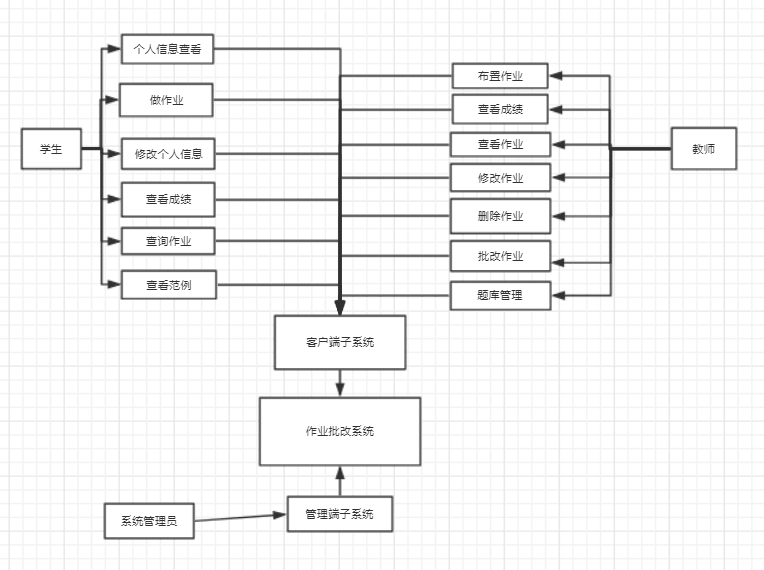 个人信息查看
做作业
学生
修改个人信息
查看成绩
查询作业
查看范例
布置作业
查看成绩
查看作业
修改作业
删除作业
批改作业
题库管理
教师
客户端子系统
作业批改系统
系统管理员
管理端子系统